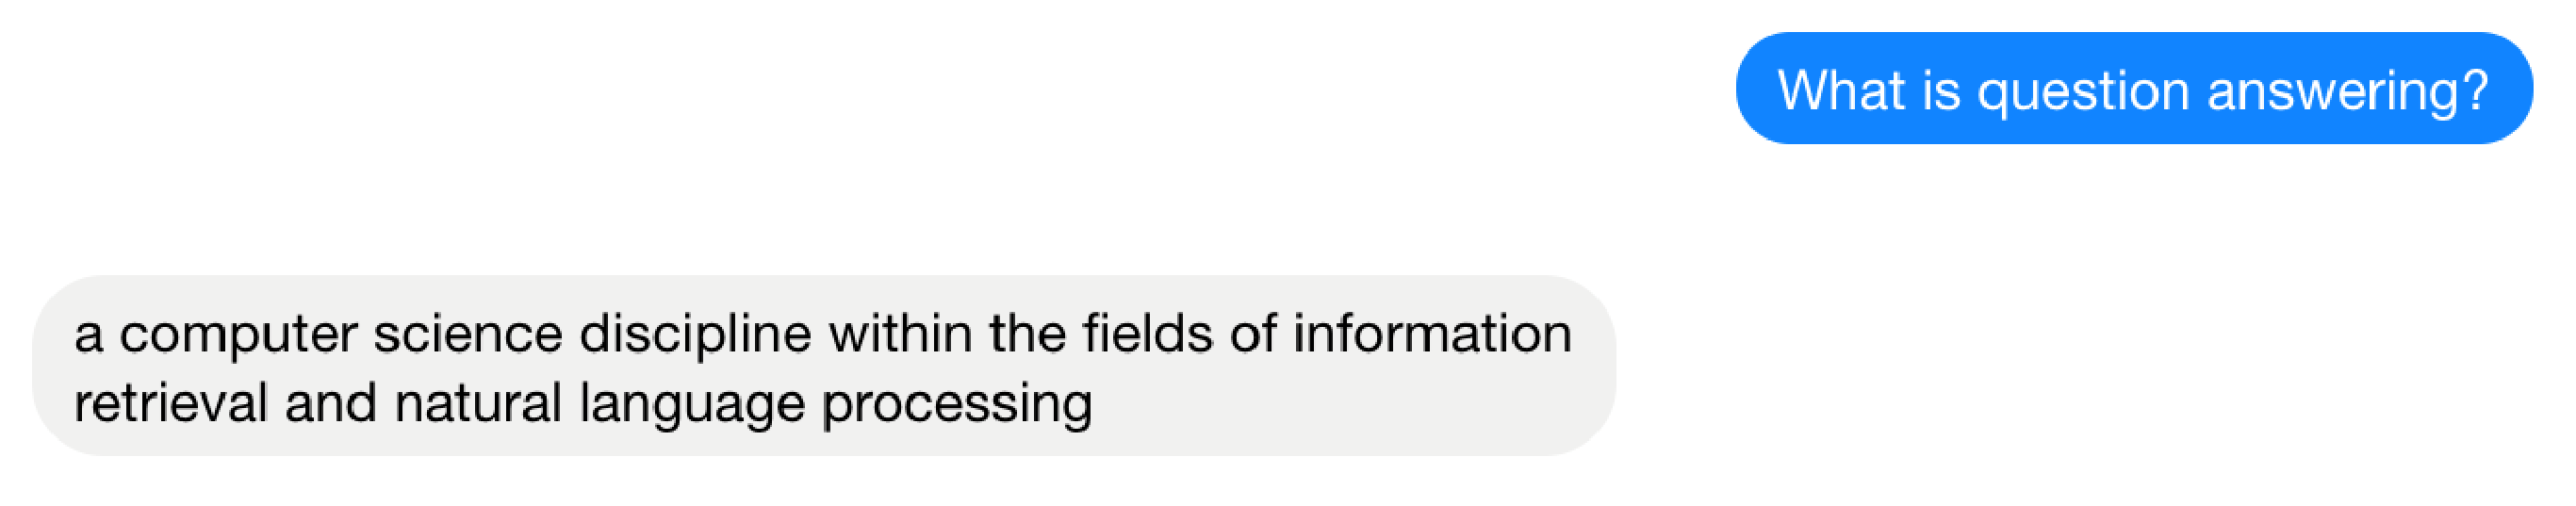 What is question answering?
a computer science discipline within the fields of information
retrieval and natural language processing